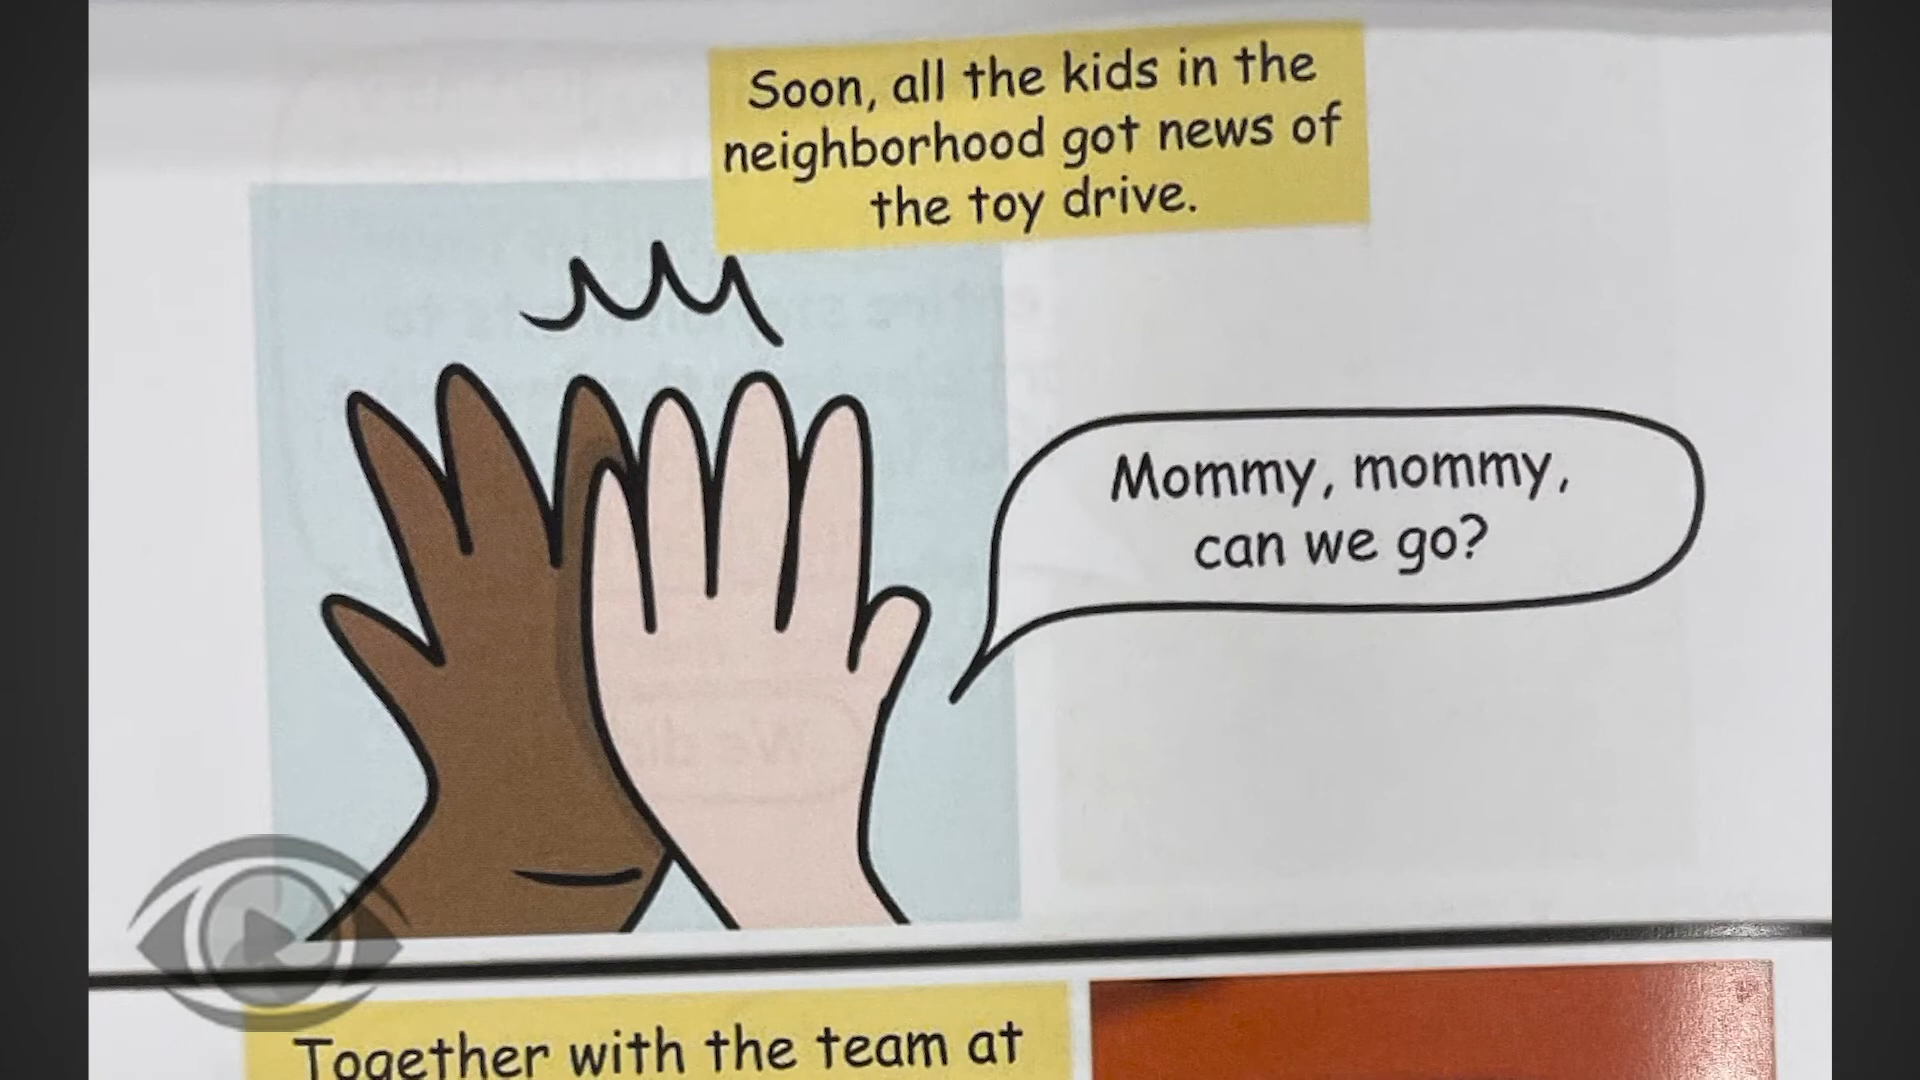 Soon, all the kids in the
neighborhood got news of
the toy drive.
Mommy, mommy,
can we go?
Together with the team at